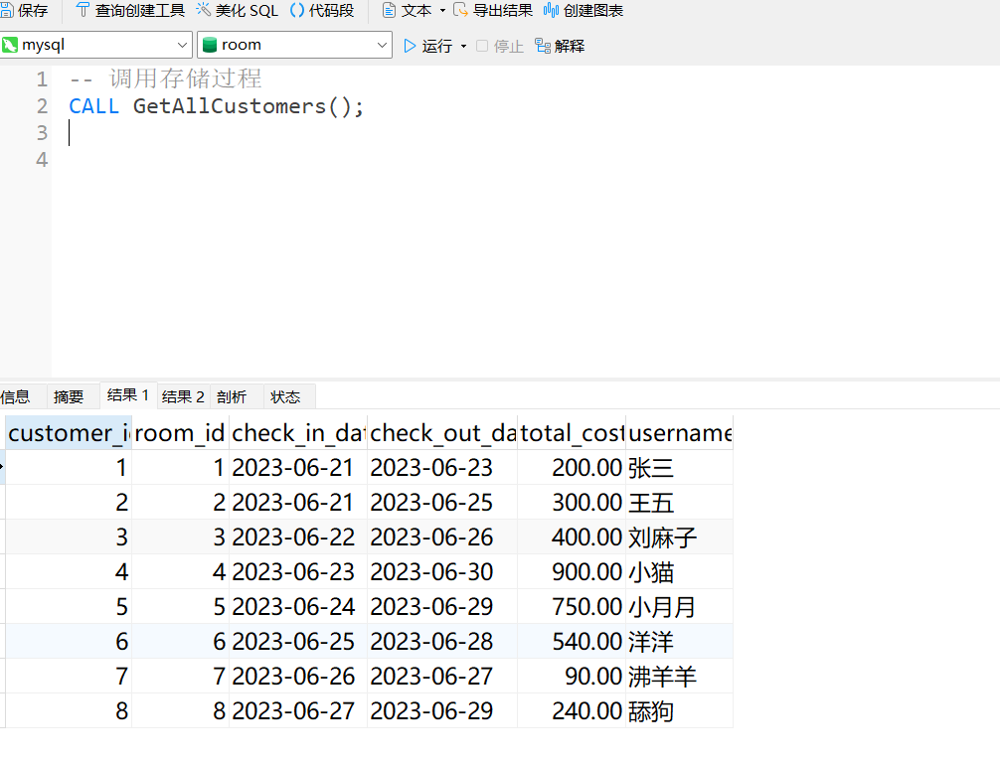 保存 查询创建工具 美化 SQL () 代码段 文本 导出结果 创建图表
mysql room 运行 停止 解释
1 -- 调用存储过程
2 CALL GetAllCustomers();
3
4
信息 摘要 结果 1 结果 2 剖析 状态
customer_i room_id check_in_dat check_out_da total_cost username
1 1 2023-06-21 2023-06-23 200.00 张三
2 2 2023-06-21 2023-06-25 300.00 王五
3 3 2023-06-22 2023-06-26 400.00 刘麻子
4 4 2023-06-23 2023-06-30 900.00 小猫
5 5 2023-06-24 2023-06-29 750.00 小月月
6 6 2023-06-25 2023-06-28 540.00 洋洋
7 7 2023-06-26 2023-06-27 90.00 沸羊羊
8 8 2023-06-27 2023-06-29 240.00 舔狗